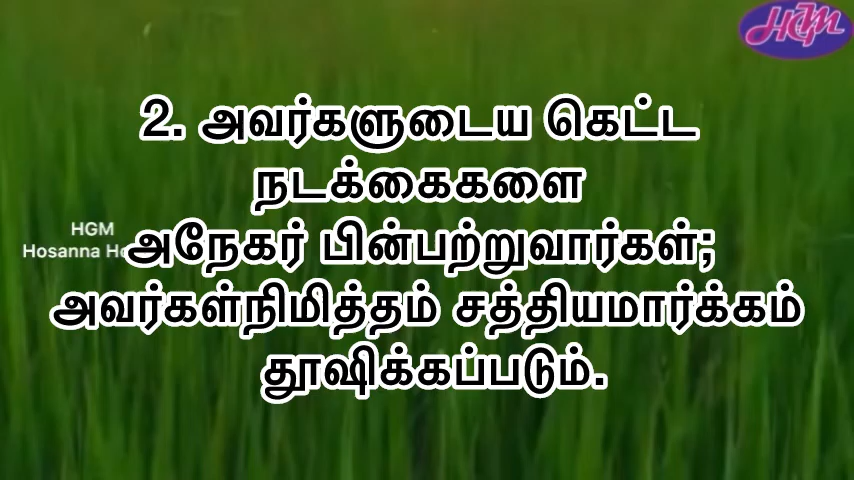 HGM
2. அவர்களுடைய கெட்ட
நடக்கைகளை
HGM
Hosanna
அநேகர் பின்பற்றுவார்கள்;
அவர்கள்நிமித்தம் சத்தியமார்க்கம்
தூஷிக்கப்படும்.